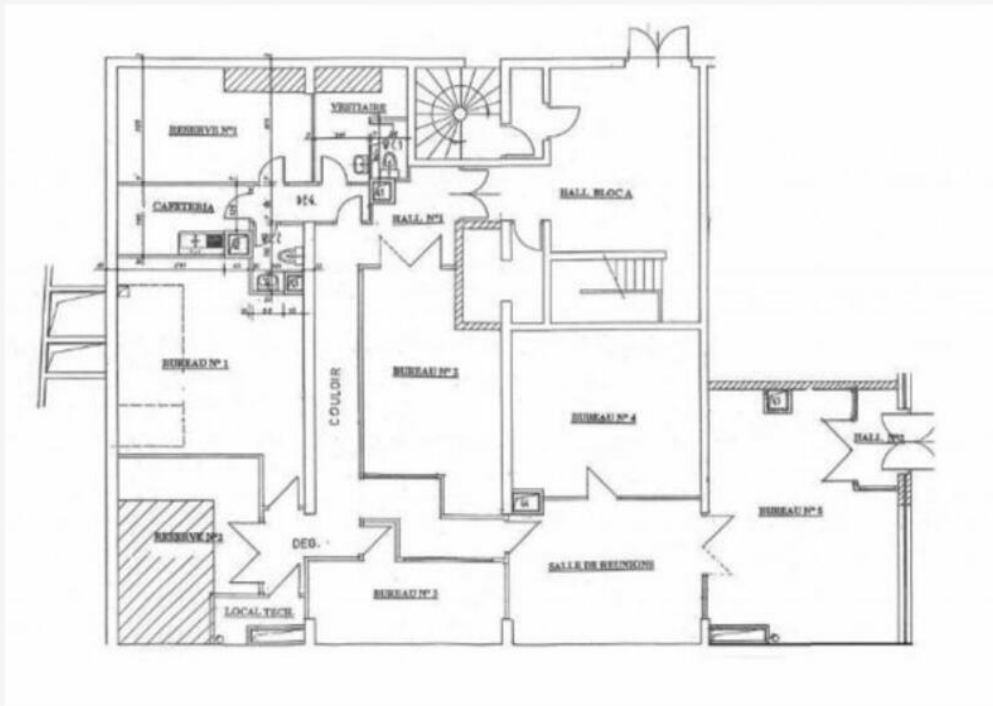 VESTIAIRE
RESERVE N°1
CAFETERIA
DEG.
HALL N°1
HALL BLOC A
BUREAU N° 1
COULOIR
BUREAU N° 2
BUREAU N° 4
HALL N°2
RESERVE N°2
DEG.
BUREAU N° 5
SALLE DE REUNIONS
BUREAU N° 3
LOCAL TECH.